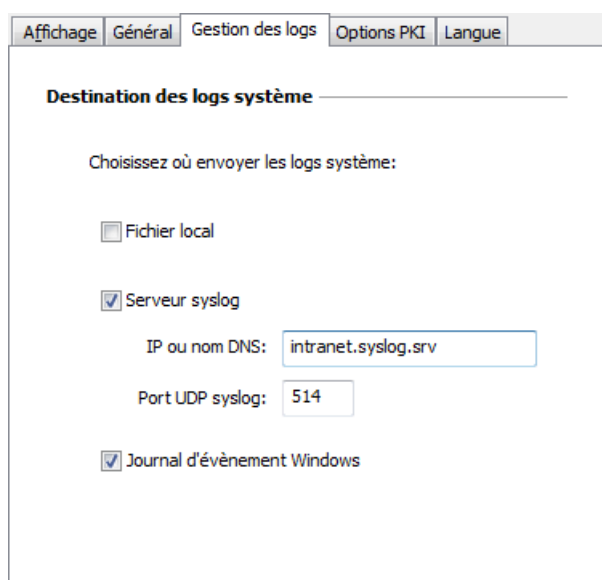 Affichage Général Gestion des logs Options PKI Langue
Destination des logs système
Choisissez où envoyer les logs système:
Fichier local
Serveur syslog
IP ou nom DNS: intranet.syslog.srv
Port UDP syslog: 514
Journal d'évènement Windows